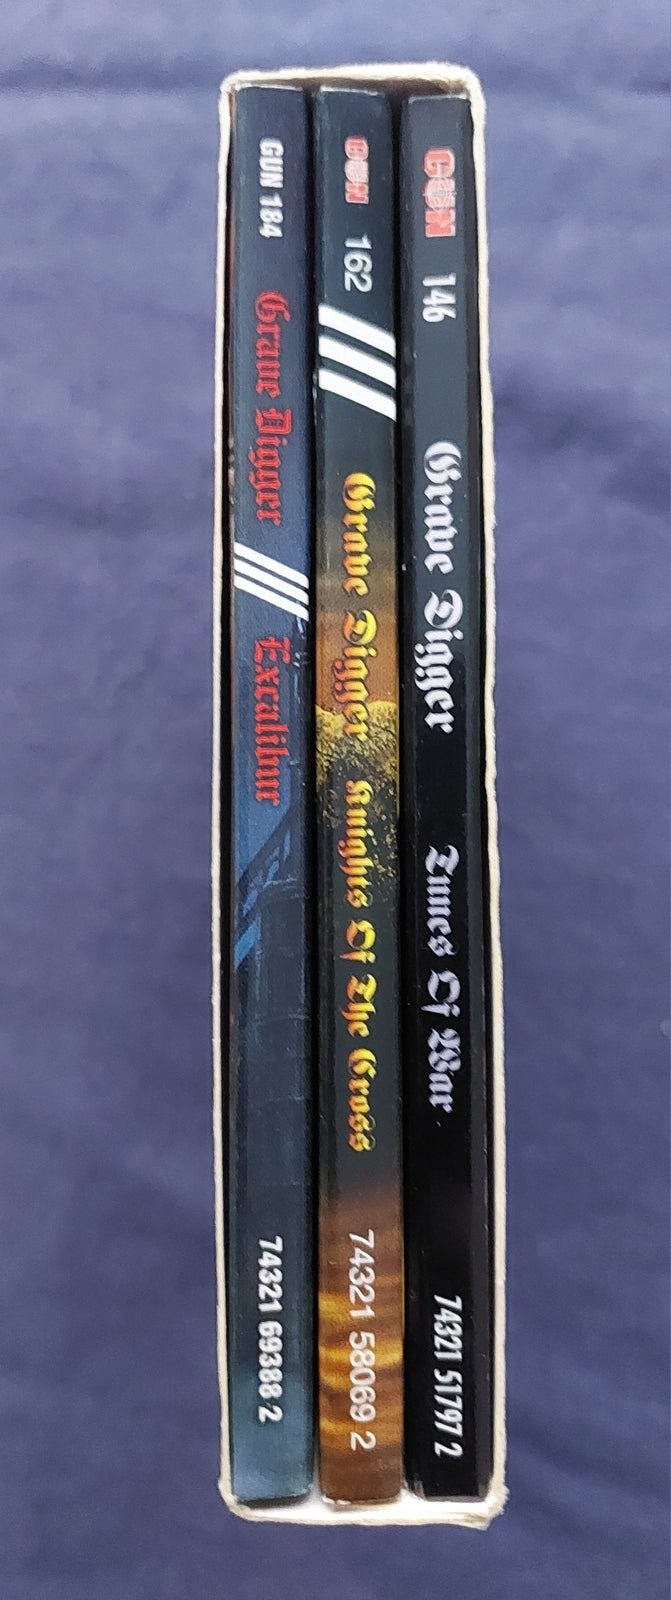 GUN 184 Grave Digger Excalibur 74321 69388 2
GUN 162 Grave Digger Knights Of The Cross 74321 58069 2
GUN 146 Grave Digger Tunes Of War 74321 51797 2